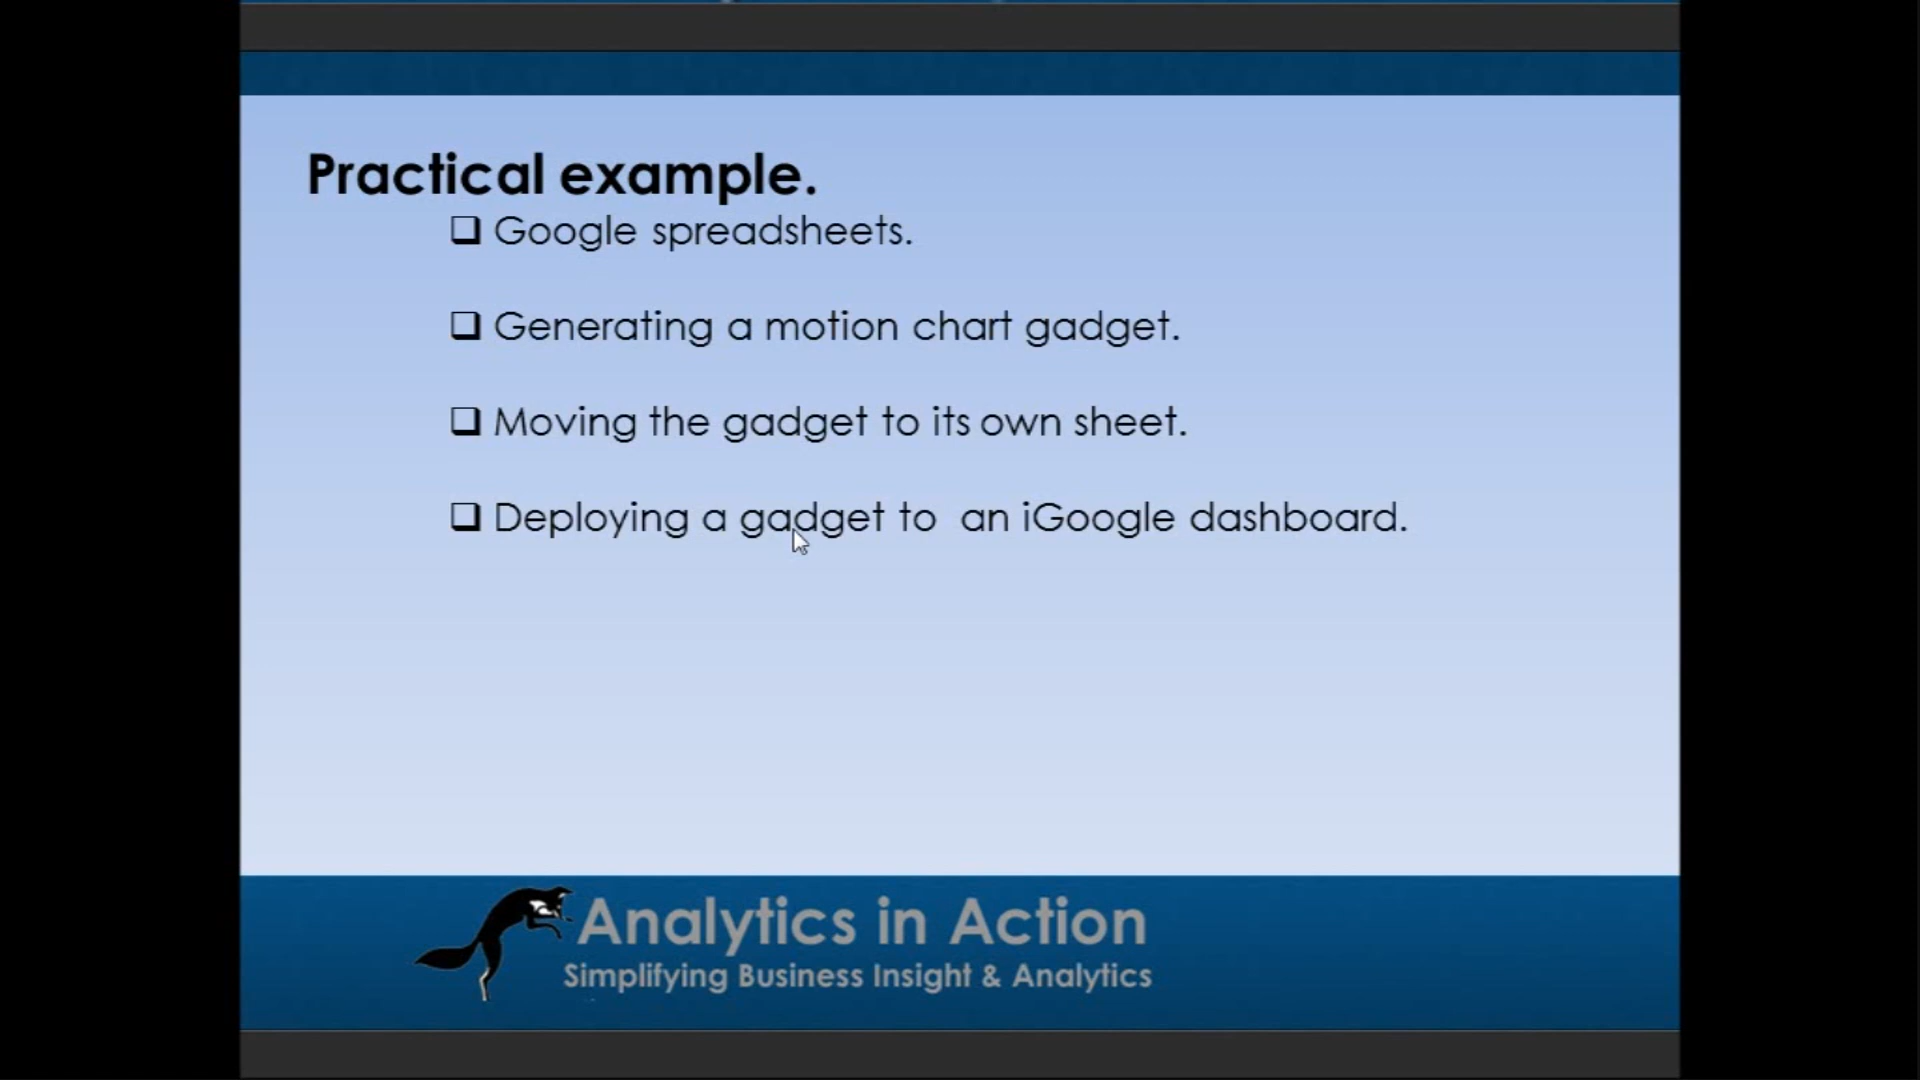 Practical example.
Google spreadsheets.
Generating a motion chart gadget.
Moving the gadget to its own sheet.
Deploying a gadget to an iGoogle dashboard.
Analytics in Action
Simplifying Business Insight & Analytics